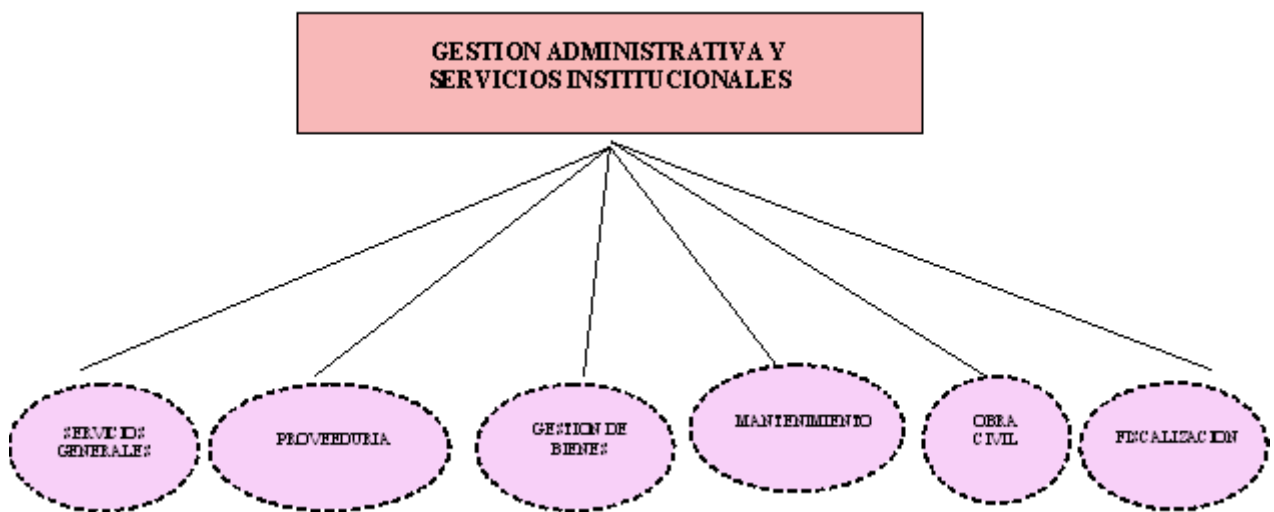 GESTION ADMINISTRATIVA Y
SERVICIOS INSTITUCIONALES
SERVICIOS
GENERALES
PROVEEDURIA
GESTION DE
BIENES
MANTENIMIENTO
OBRA
CIVIL
FISCALIZACION